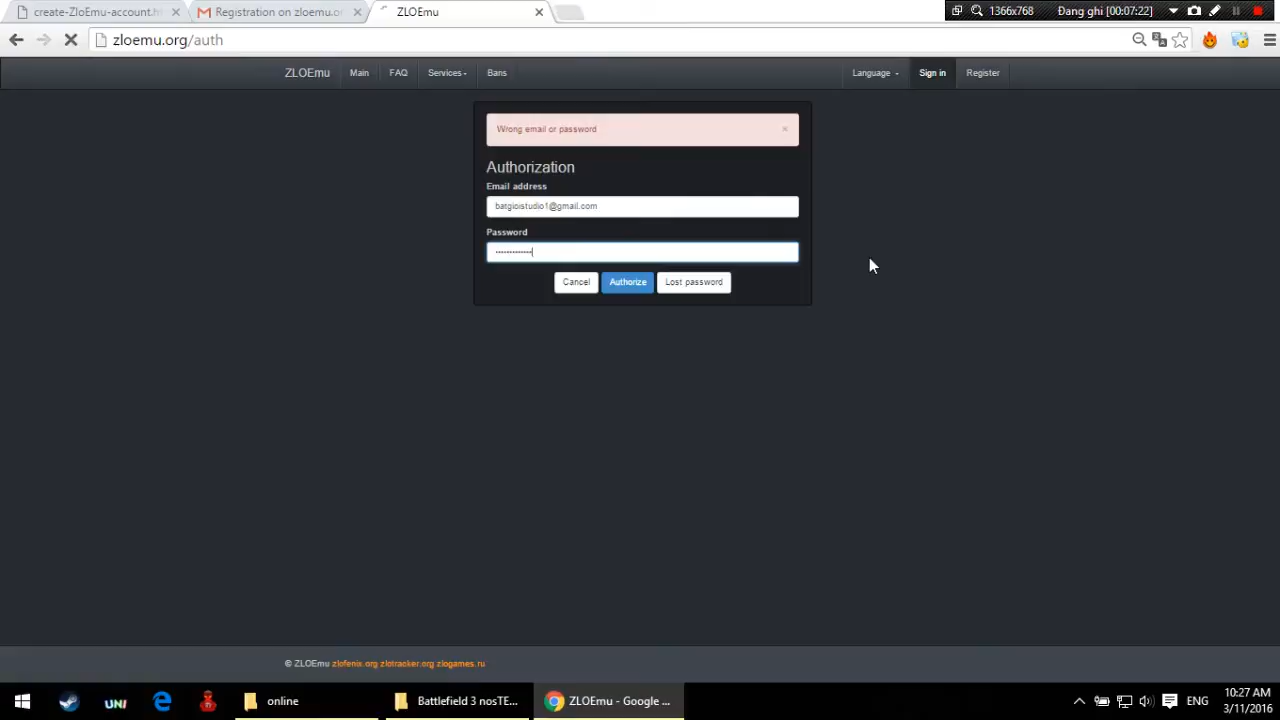 create-ZloEmu-account.h
Registration on zloemu.o
ZLOEmu
1366x768
Đang ghi [00:07:22]
zloemu.org/auth
ZLOEmu Main FAQ Services Bans Language Sign in Register
Wrong email or password ×
Authorization
Email address
batgioistudio1@gmail.com
Password
Cancel Authorize Lost password
© ZLOEmu zlofenix.org zlotracker.org zlogames.ru
UNI online Battlefield 3 nosTE... ZLOEmu - Google ... ENG
10:27 AM
3/11/2016